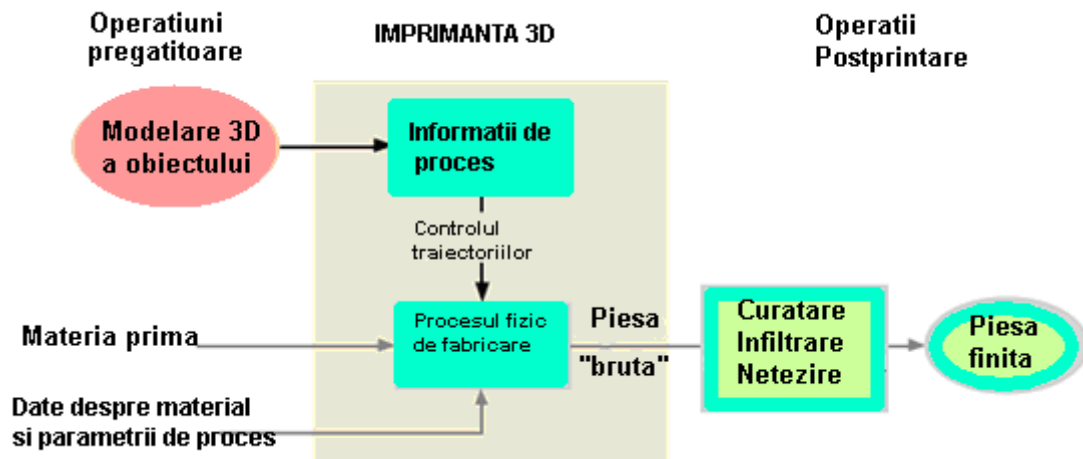 Operatiuni
pregatitoare
IMPRIMANTA 3D
Operatii
Postprintare
Modelare 3D
a obiectului
Informatii de
proces
Controlul
traiectoriilor
Materia prima
Procesul fizic
de fabricare
Piesa
"bruta"
Curatare
Infiltrare
Netezire
Piesa
finita
Date despre material
si parametrii de proces